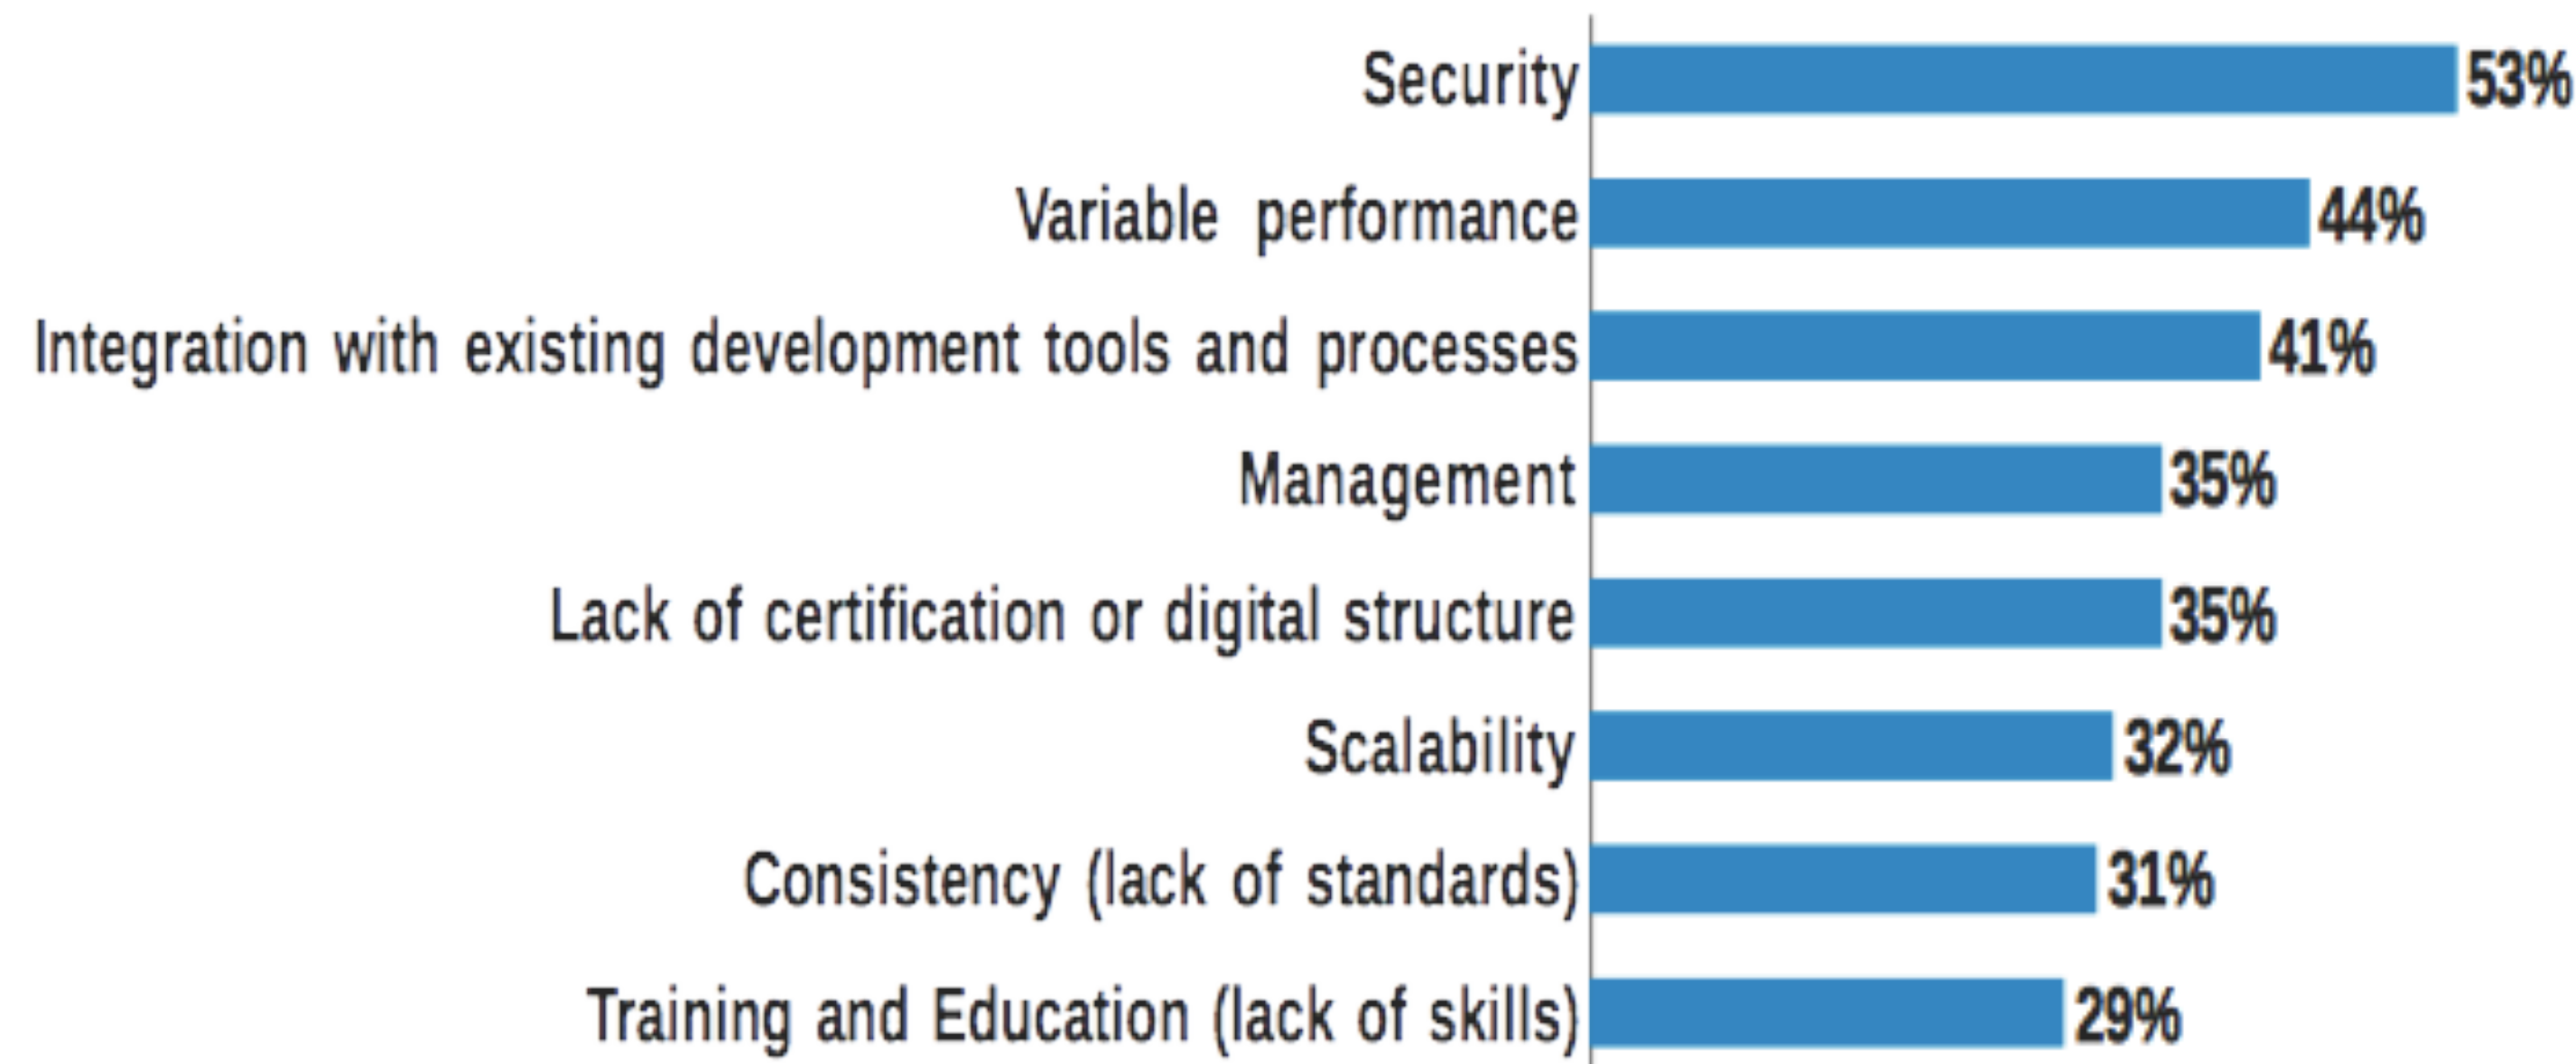 Security 53%
Variable performance 44%
Integration with existing development tools and processes 41%
Management 35%
Lack of certification or digital structure 35%
Scalability 32%
Consistency (lack of standards) 31%
Training and Education (lack of skills) 29%